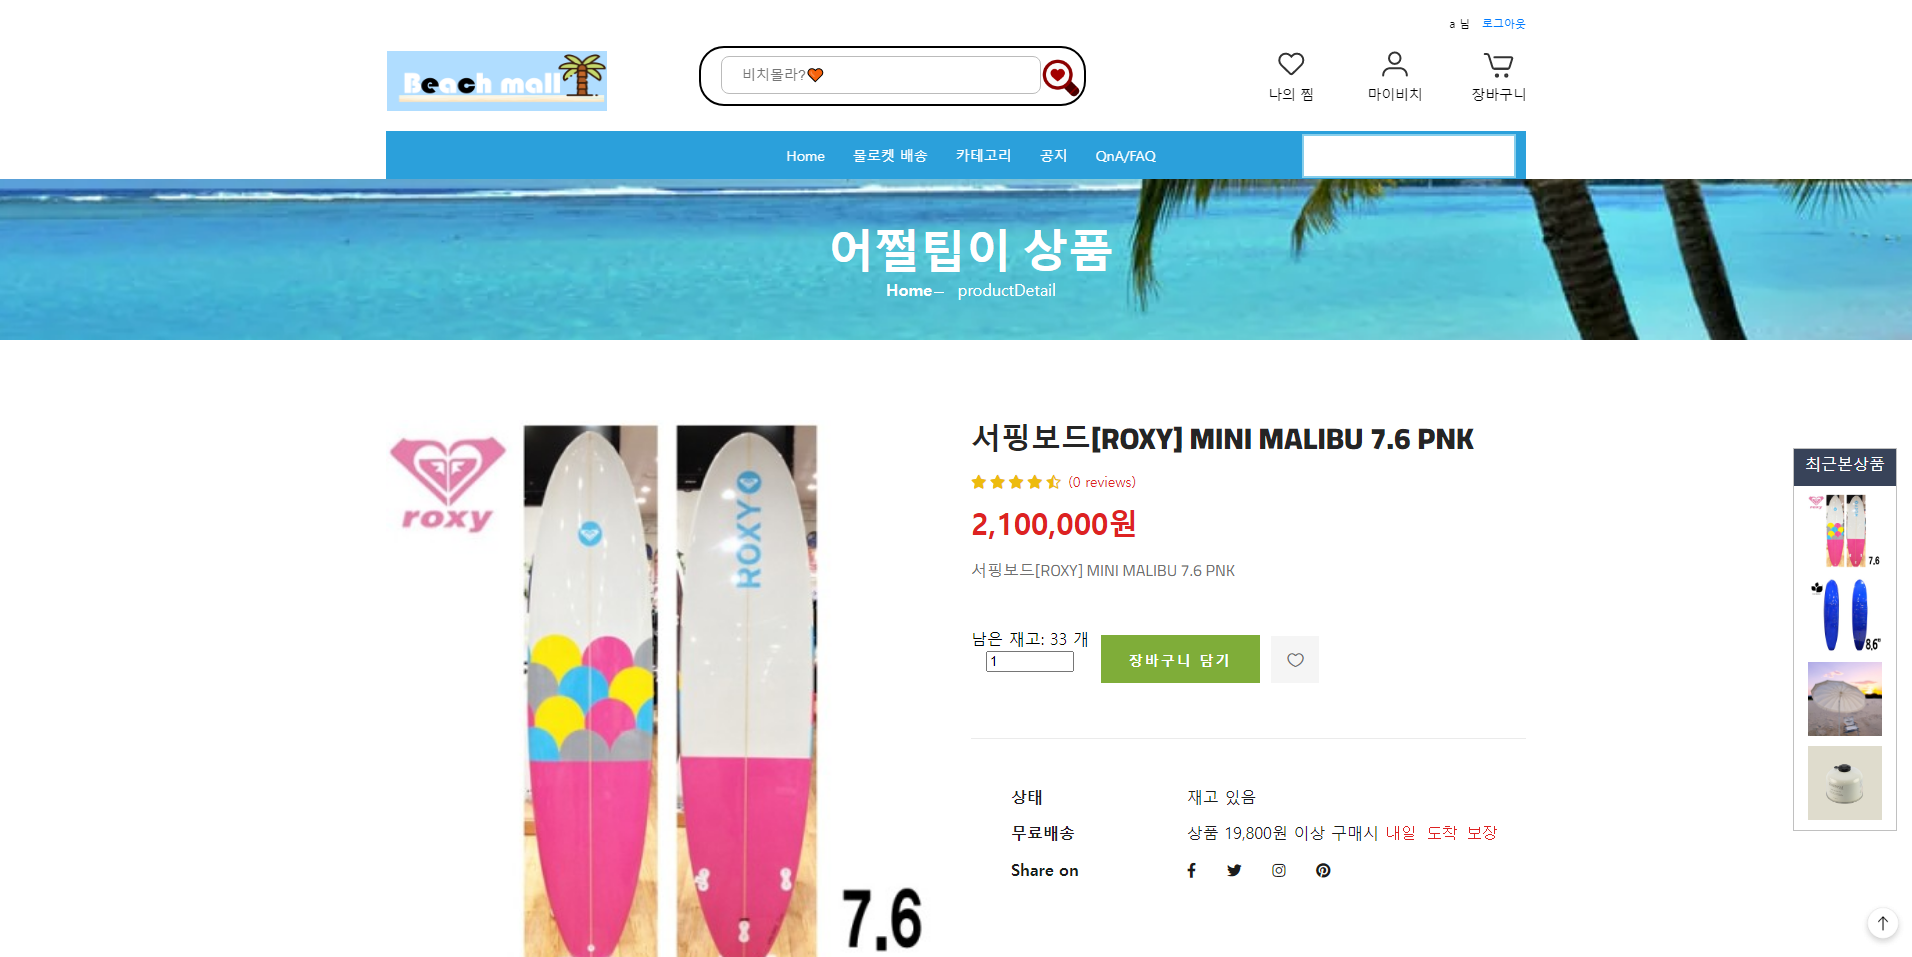 a 님 로그아웃
Beach mall
비치몰라?🧡
나의 찜
마이비치
장바구니
Home 물로켓 배송 카테고리 공지 QnA/FAQ
어쩔팁이 상품
Home– productDetail
roxy
ROXY
7.6
서핑보드[ROXY] MINI MALIBU 7.6 PNK
(0 reviews)
2,100,000원
서핑보드[ROXY] MINI MALIBU 7.6 PNK
남은 재고: 33 개
1
장바구니 담기
상태 재고 있음
무료배송 상품 19,800원 이상 구매시 내일 도착 보장
Share on
최근본상품
roxy
7.6
8,6"